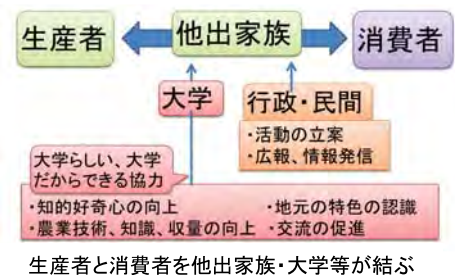 生産者 他出家族 消費者
大学 行政・民間
・活動の立案
・広報、情報発信
大学らしい、大学
だからできる協力
・知的好奇心の向上 ・地元の特色の認識
・農業技術、知識、収量の向上 ・交流の促進
生産者と消費者を他出家族・大学等が結ぶ